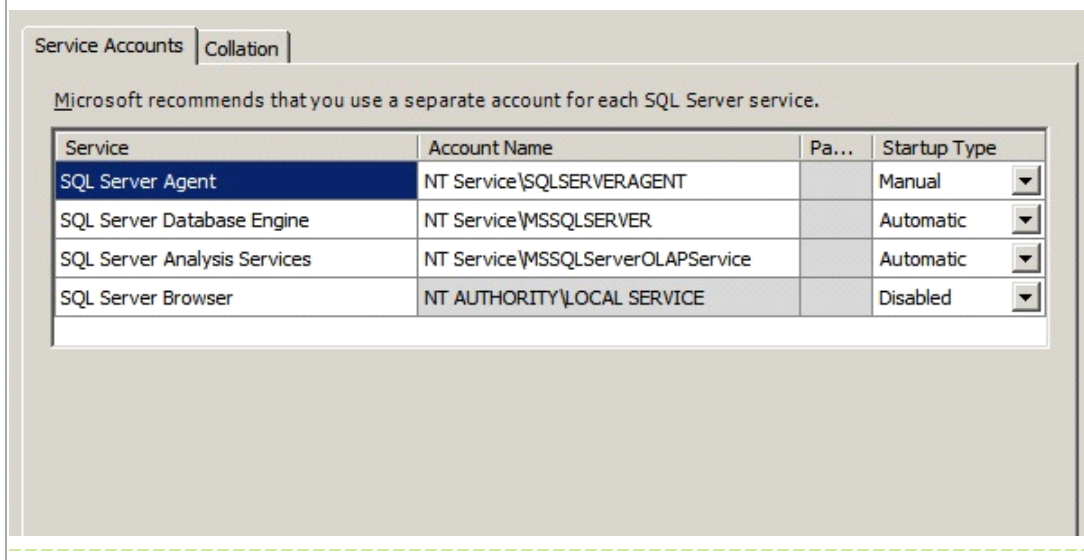 Service Accounts Collation
Microsoft recommends that you use a separate account for each SQL Server service.
Service Account Name Pa... Startup Type
SQL Server Agent NT Service\SQLSERVERAGENT Manual
SQL Server Database Engine NT Service\MSSQLSERVER Automatic
SQL Server Analysis Services NT Service\MSSQLServerOLAPService Automatic
SQL Server Browser NT AUTHORITY\LOCAL SERVICE Disabled